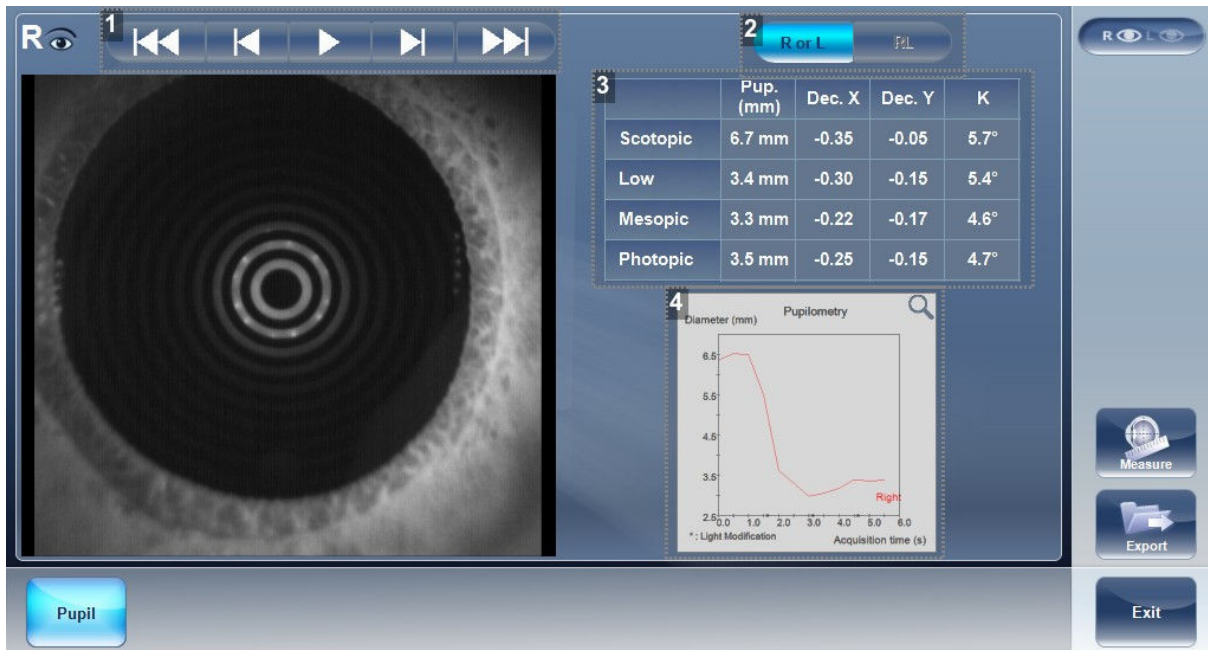 R
1
2
R or L
RL
R L
3
Pup. (mm) Dec. X Dec. Y K
Scotopic 6.7 mm -0.35 -0.05 5.7°
Low 3.4 mm -0.30 -0.15 5.4°
Mesopic 3.3 mm -0.22 -0.17 4.6°
Photopic 3.5 mm -0.25 -0.15 4.7°
4
Pupilometry
Diameter (mm)
6.5
5.5
4.5
3.5
2.5
Right
0.0 1.0 2.0 3.0 4.0 5.0 6.0
* : Light Modification
Acquisition time (s)
Measure
Export
Pupil
Exit